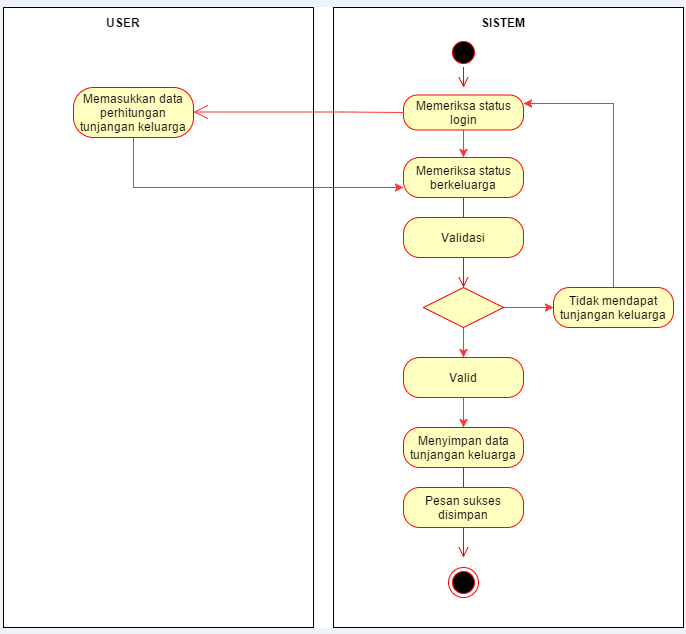 USER
SISTEM
Memasukkan data
perhitungan
tunjangan keluarga
Memeriksa status
login
Memeriksa status
berkeluarga
Validasi
Tidak mendapat
tunjangan keluarga
Valid
Menyimpan data
tunjangan keluarga
Pesan sukses
disimpan